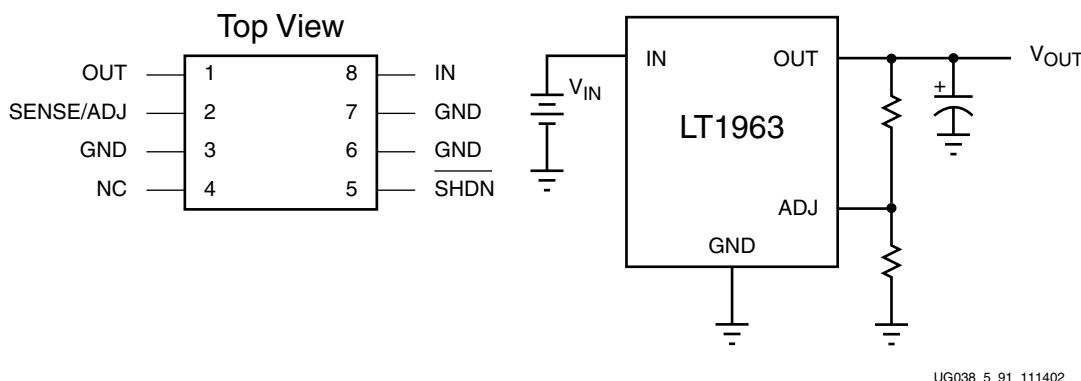 Top View
OUT 1 8 IN
SENSE/ADJ 2 7 GND
GND 3 6 GND
NC 4 5 SHDN
IN OUT VOUT
VIN
+
LT1963
ADJ
GND
UG038_5_91_111402